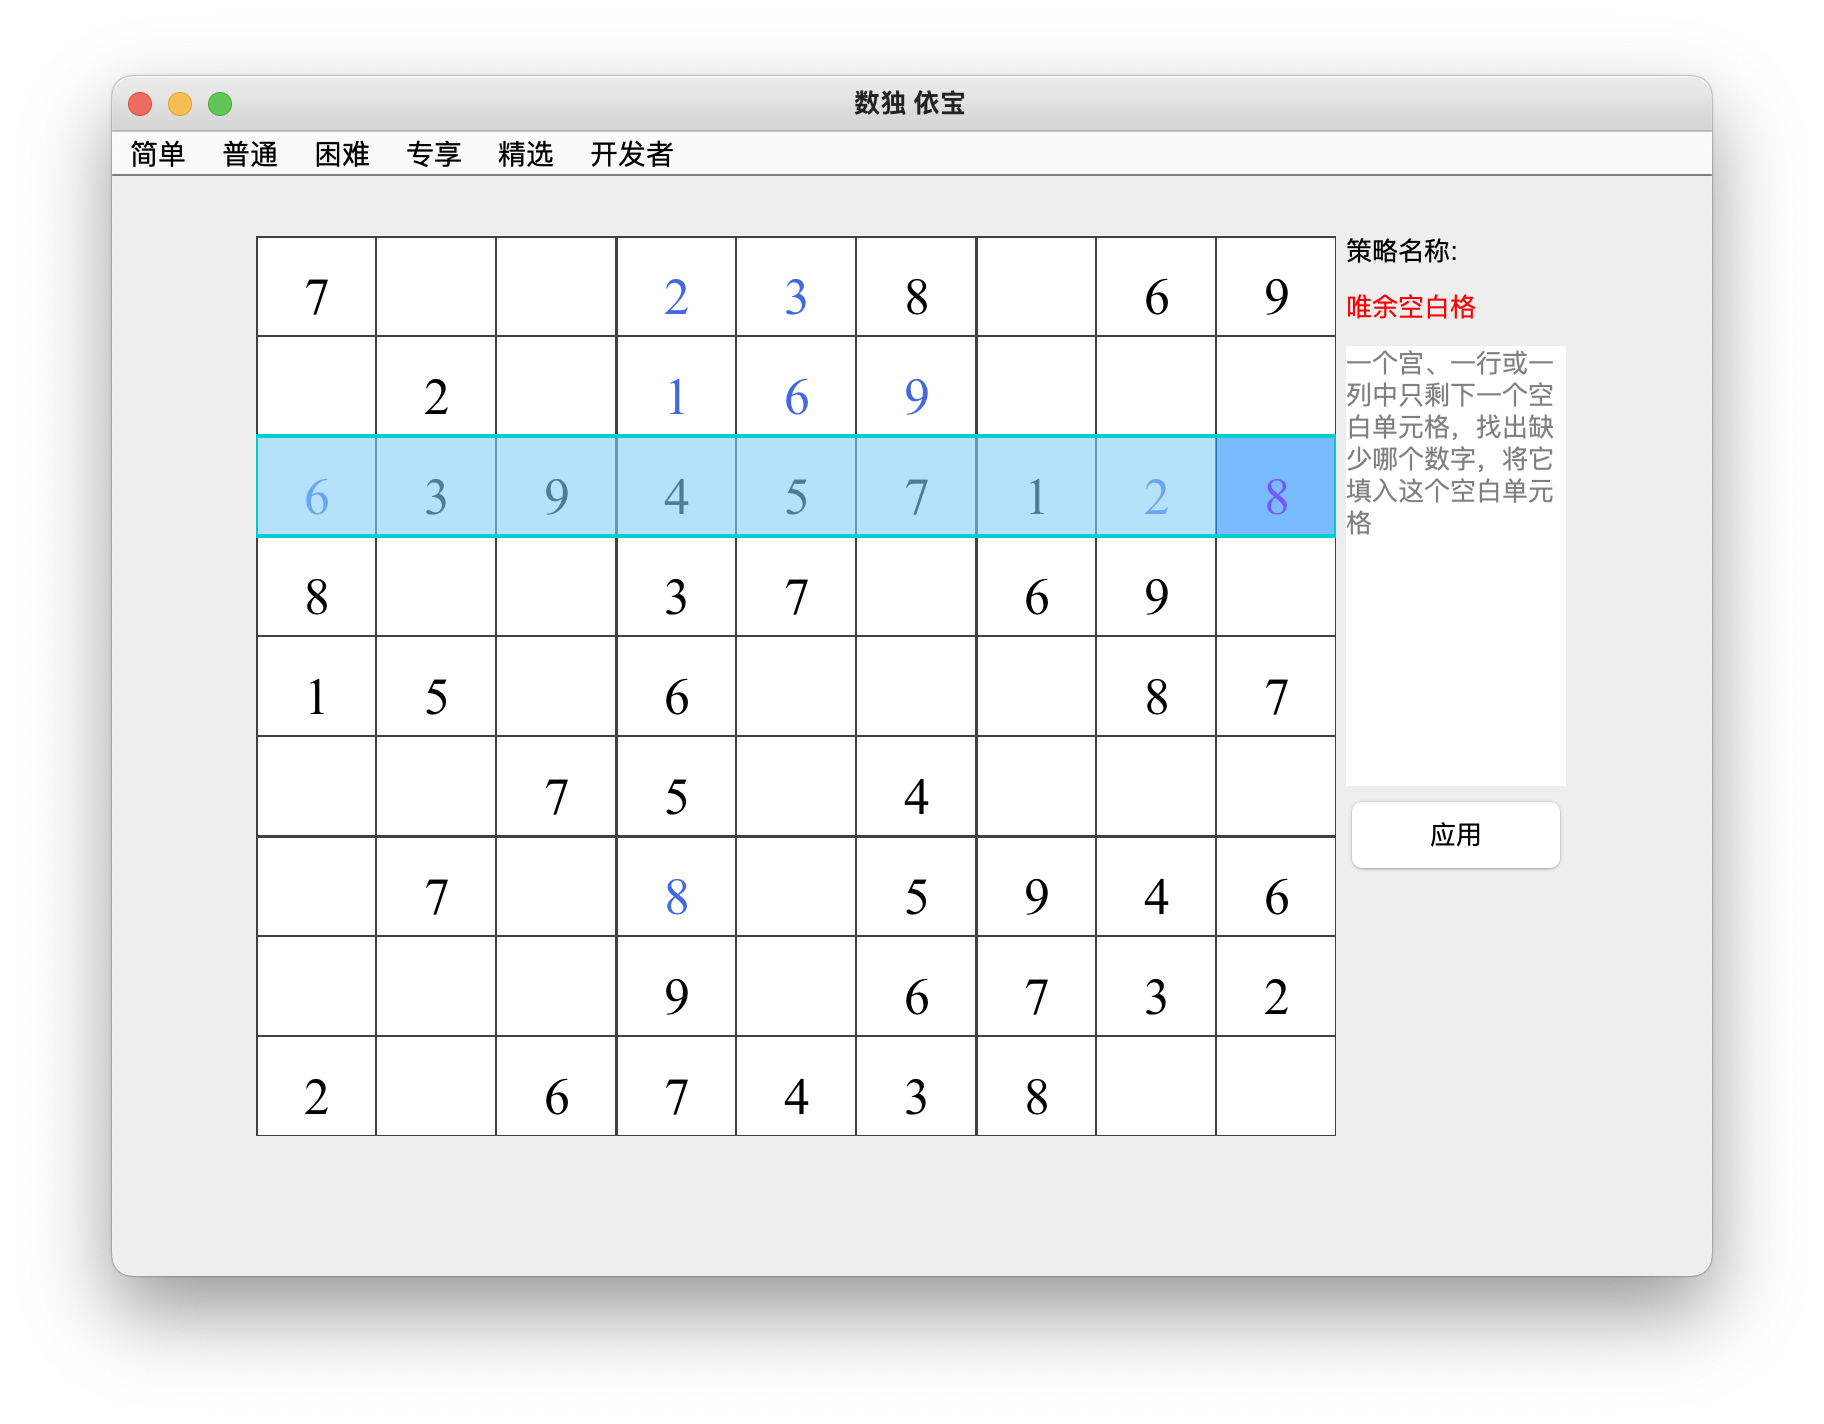 数独 依宝
简单 普通 困难 专享 精选 开发者
7 2 3 8 6 9
2 1 6 9
6 3 9 4 5 7 1 2 8
8 3 7 6 9
1 5 6 8 7
7 5 4
7 8 5 9 4 6
9 6 7 3 2
2 6 7 4 3 8
策略名称:
唯余空白格
一个宫、一行或一
列中只剩下一个空
白单元格，找出缺
少哪个数字，将它
填入这个空白单元
格
应用